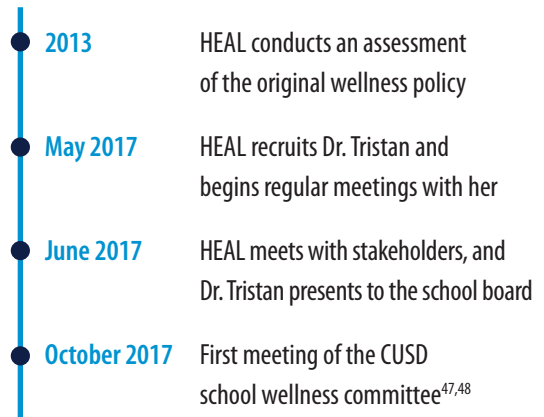 2013 HEAL conducts an assessment
of the original wellness policy
May 2017 HEAL recruits Dr. Tristan and
begins regular meetings with her
June 2017 HEAL meets with stakeholders, and
Dr. Tristan presents to the school board
October 2017 First meeting of the CUSD
school wellness committee47,48